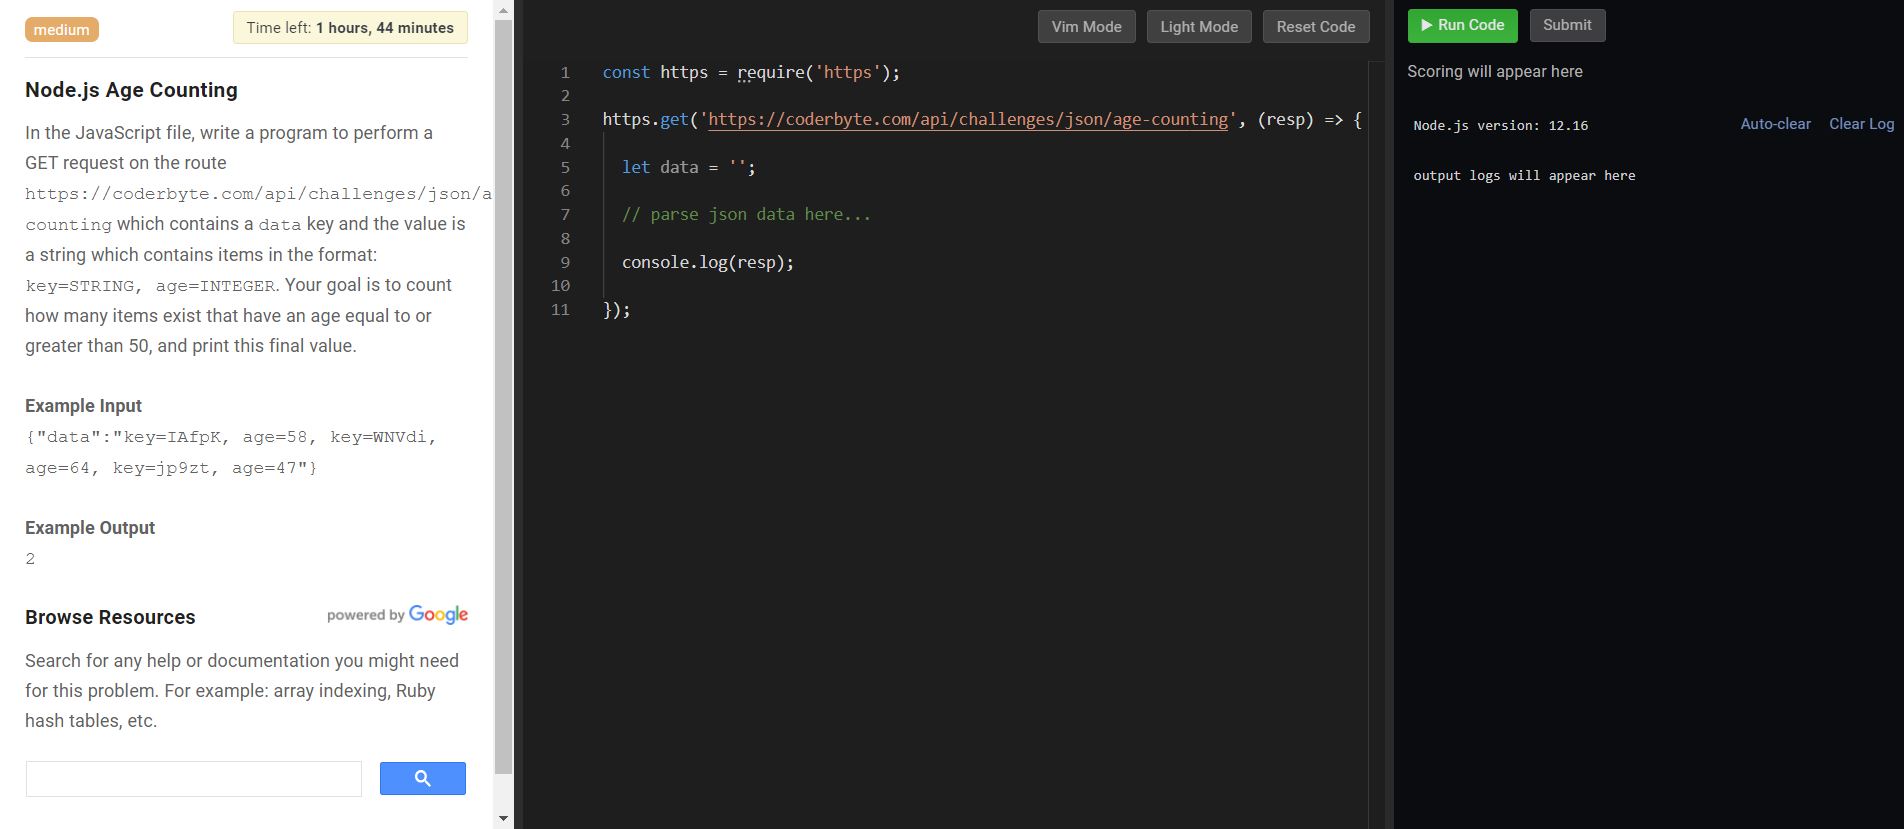 medium
Time left: 1 hours, 44 minutes
Node.js Age Counting
In the JavaScript file, write a program to perform a
GET request on the route
https://coderbyte.com/api/challenges/json/a
counting which contains a data key and the value is
a string which contains items in the format:
key=STRING, age=INTEGER. Your goal is to count
how many items exist that have an age equal to or
greater than 50, and print this final value.
Example Input
{"data":"key=IAfpK, age=58, key=WNVdi,
age=64, key=jp9zt, age=47"}
Example Output
2
Browse Resources
powered by Google
Search for any help or documentation you might need
for this problem. For example: array indexing, Ruby
hash tables, etc.
Vim Mode
Light Mode
Reset Code
1 const https = require('https');
2
3 https.get('https://coderbyte.com/api/challenges/json/age-counting', (resp) => {
4
5 let data = '';
6
7 // parse json data here...
8
9 console.log(resp);
10
11 });
Run Code
Submit
Scoring will appear here
Node.js version: 12.16
Auto-clear
Clear Log
output logs will appear here